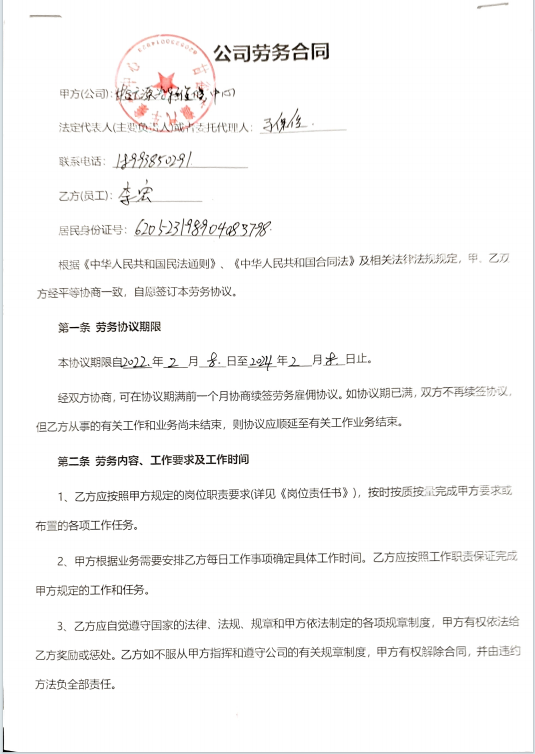 公司劳务合同
甲方(公司):
法定代表人(主要负责人)或者委托代理人:
联系电话: 18993850291
乙方(员工): 李宏
居民身份证号: 620523198904083798
根据《中华人民共和国民法通则》、《中华人民共和国合同法》及相关法律法规规定，甲、乙双
方经平等协商一致，自愿签订本劳务协议。
第一条 劳务协议期限
本协议期限自2022.年 2 月 8. 日至2024 年 2 月 8 日止。
经双方协商，可在协议期满前一个月协商续签劳务雇佣协议。如协议期已满，双方不再续签协议，
但乙方从事的有关工作和业务尚未结束，则协议应顺延至有关工作业务结束。
第二条 劳务内容、工作要求及工作时间
1、乙方应按照甲方规定的岗位职责要求(详见《岗位责任书》)，按时按质按量完成甲方要求或
布置的各项工作任务。
2、甲方根据业务需要安排乙方每日工作事项确定具体工作时间。乙方应按照工作职责保证完成
甲方规定的工作和任务。
3、乙方应自觉遵守国家的法律、法规、规章和甲方依法制定的各项规章制度，甲方有权依法给
乙方奖励或惩处。乙方如不服从甲方指挥和遵守公司的有关规章制度，甲方有权解除合同，并由违约
方法负全部责任。